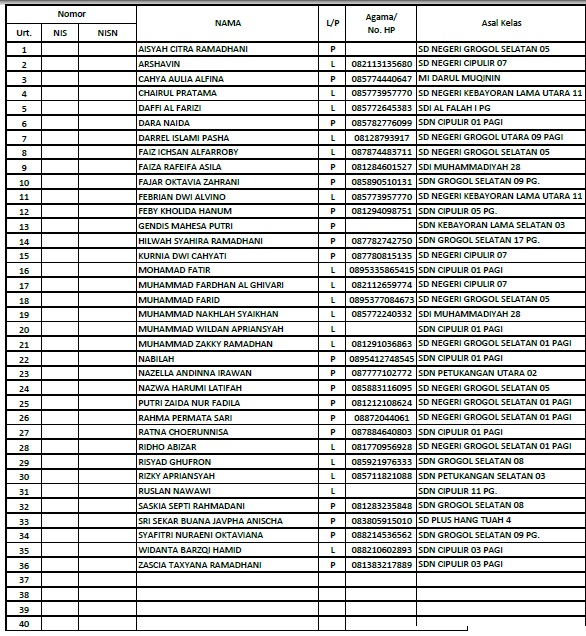 Nomor NAMA L/P Agama/ No. HP Asal Kelas
Urt. NIS NISN
1 AISYAH CITRA RAMADHANI P SD NEGERI GROGOL SELATAN 05
2 ARSHAVIN L 082113135680 SD NEGERI CIPULIR 07
3 CAHYA AULIA ALFINA P 085774440647 MI DARUL MUQININ
4 CHAIRUL PRATAMA L 085773957770 SD NEGERI KEBAYORAN LAMA UTARA 11
5 DAFFI AL FARIZI L 085772645383 SDI AL FALAH I PG
6 DARA NAIDA P 085782776099 SDN CIPULIR 01 PAGI
7 DARREL ISLAMI PASHA L 08128793917 SD NEGERI GROGOL UTARA 09 PAGI
8 FAIZ ICHSAN ALFARROBY L 087874483711 SD NEGERI GROGOL SELATAN 05
9 FAIZA RAFEIFA ASILA P 081284601527 SDI MUHAMMADIYAH 28
10 FAJAR OKTAVIA ZAHRANI P 085890510131 SDN GROGOL SELATAN 09 PG.
11 FEBRIAN DWI ALVINO L 085773957770 SD NEGERI KEBAYORAN LAMA UTARA 11
12 FEBY KHOLIDA HANUM P 081294098751 SDN CIPULIR 05 PG.
13 GENDIS MAHESA PUTRI P SDN KEBAYORAN LAMA SELATAN 03
14 HILWAH SYAHIRA RAMADHANI P 087782742750 SDN GROGOL SELATAN 17 PG.
15 KURNIA DWI CAHYATI P 087780815135 SD NEGERI CIPULIR 07
16 MOHAMAD FATIR L 0895335865415 SDN CIPULIR 01 PAGI
17 MUHAMMAD FARDHAN AL GHIVARI L 082112659774 SD NEGERI CIPULIR 07
18 MUHAMMAD FARID L 0895377084673 SD NEGERI GROGOL SELATAN 05
19 MUHAMMAD NAKHLAH SYAIKHAN L 085772240332 SDI MUHAMMADIYAH 28
20 MUHAMMAD WILDAN APRIANSYAH L SDN CIPULIR 01 PAGI
21 MUHAMMAD ZAKKY RAMADHAN L 081291036863 SD NEGERI GROGOL SELATAN 01 PAGI
22 NABILAH P 0895412748545 SDN CIPULIR 01 PAGI
23 NAZELLA ANDINNA IRAWAN P 087777102772 SDN PETUKANGAN UTARA 02
24 NAZWA HARUMI LATIFAH P 085883116095 SD NEGERI GROGOL SELATAN 05
25 PUTRI ZAIDA NUR FADILA P 081212108624 SD NEGERI GROGOL SELATAN 01 PAGI
26 RAHMA PERMATA SARI P 08872044061 SD NEGERI GROGOL SELATAN 01 PAGI
27 RATNA CHOERUNNISA P 087884640803 SDN CIPULIR 01 PAGI
28 RIDHO ABIZAR L 081770956928 SD NEGERI GROGOL SELATAN 01 PAGI
29 RISYAD GHUFRON L 085921976333 SDN GROGOL SELATAN 08
30 RIZKY APRIANSYAH L 085711821088 SDN PETUKANGAN SELATAN 03
31 RUSLAN NAWAWI L SDN CIPULIR 11 PG.
32 SASKIA SEPTI RAHMADANI P 081283235848 SDN GROGOL SELATAN 08
33 SRI SEKAR BUANA JAVPHA ANISCHA P 083805915010 SD PLUS HANG TUAH 4
34 SYAFITRI NURAENI OKTAVIANA P 088214536562 SDN GROGOL SELATAN 09 PG.
35 WIDANTA BARZQI HAMID L 088210602893 SDN CIPULIR 03 PAGI
36 ZASCIA TAXYANA RAMADHANI P 081383217889 SDN CIPULIR 03 PAGI
37
38
39
40